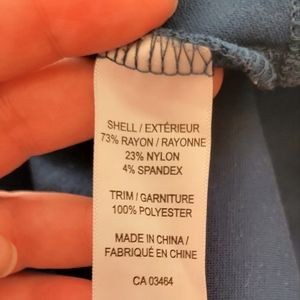 SHELL / EXTÉRIEUR
73% RAYON / RAYONNE
23% NYLON
4% SPANDEX
TRIM / GARNITURE
100% POLYESTER
MADE IN CHINA /
FABRIQUÉ EN CHINE
CA 03464